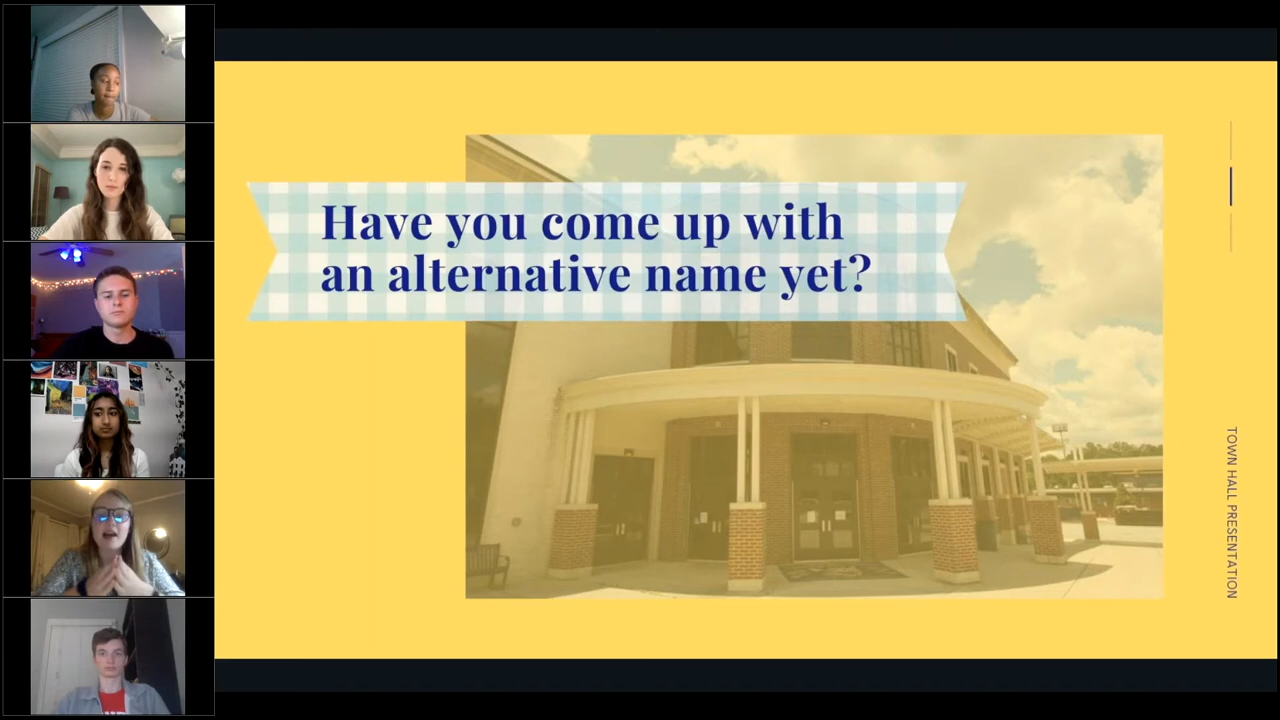 Have you come up with
an alternative name yet?
TOWN HALL PRESENTATION